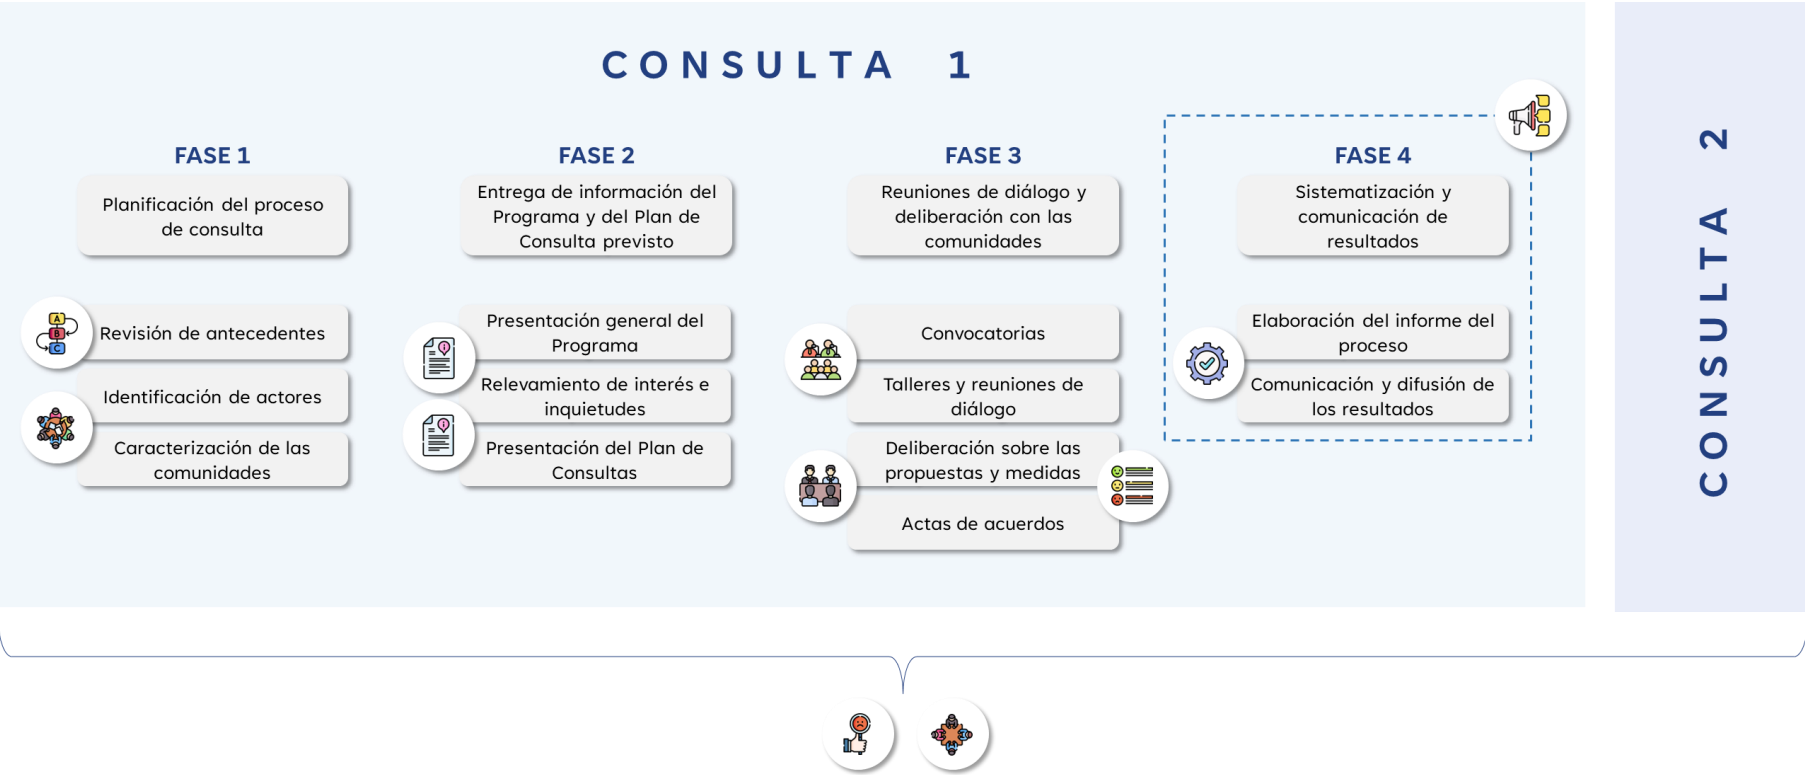 CONSULTA 1
FASE 1
Planificación del proceso
de consulta
Revisión de antecedentes
Identificación de actores
Caracterización de las
comunidades
FASE 2
Entrega de información del
Programa y del Plan de
Consulta previsto
Presentación general del
Programa
Relevamiento de interés e
inquietudes
Presentación del Plan de
Consultas
FASE 3
Reuniones de diálogo y
deliberación con las
comunidades
Convocatorias
Talleres y reuniones de
diálogo
Deliberación sobre las
propuestas y medidas
Actas de acuerdos
FASE 4
Sistematización y
comunicación de
resultados
Elaboración del informe del
proceso
Comunicación y difusión de
los resultados
CONSULTA 2
A
B
C